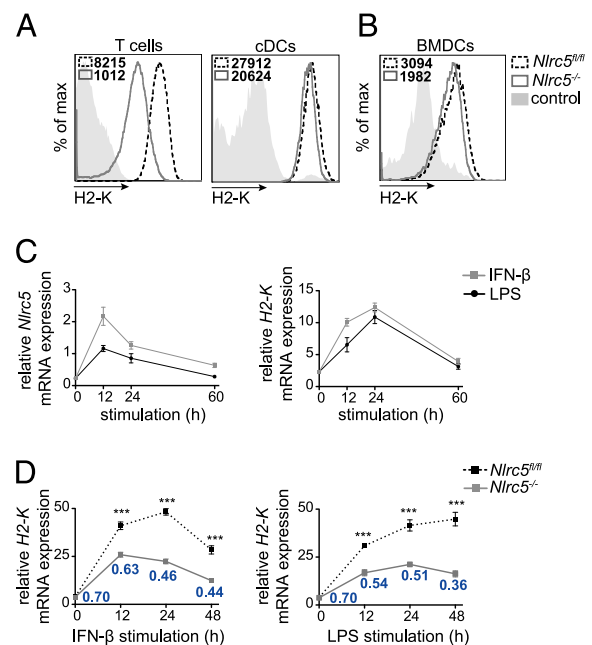 A
B
T cells
cDCs
BMDCs
8215
1012
27912
20624
3094
1982
Nlrc5fl/fl
Nlrc5-/-
control
% of max
H2-K
H2-K
% of max
H2-K
C
IFN-β
LPS
relative Nlrc5
mRNA expression
3
2
1
0
0 12 24 60
stimulation (h)
relative H2-K
mRNA expression
15
10
5
0
0 12 24 60
stimulation (h)
D
Nlrc5fl/fl
Nlrc5-/-
relative H2-K
mRNA expression
50
25
0
***
***
***
0.70
0.63
0.46
0.44
0 12 24 48
IFN-β stimulation (h)
relative H2-K
mRNA expression
50
25
0
***
***
***
0.70
0.54
0.51
0.36
0 12 24 48
LPS stimulation (h)